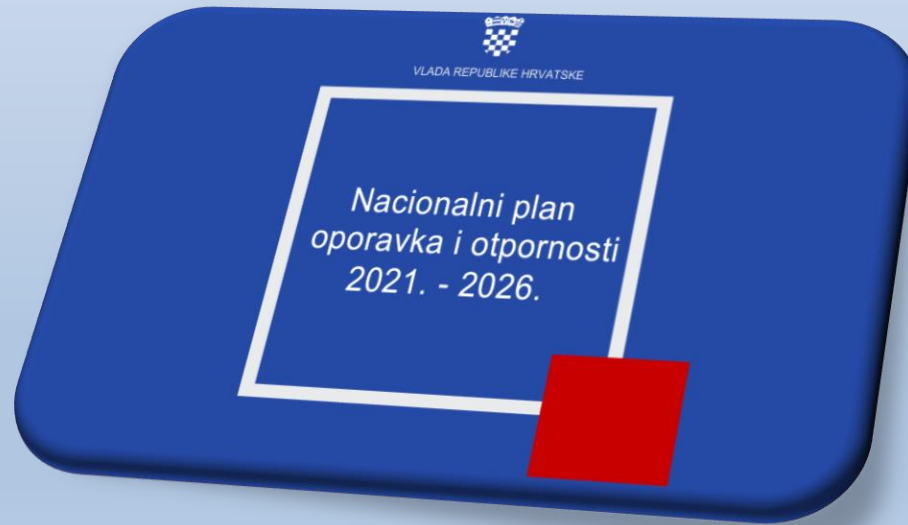 VLADA REPUBLIKE HRVATSKE
Nacionalni plan
oporavka i otpornosti
2021. - 2026.